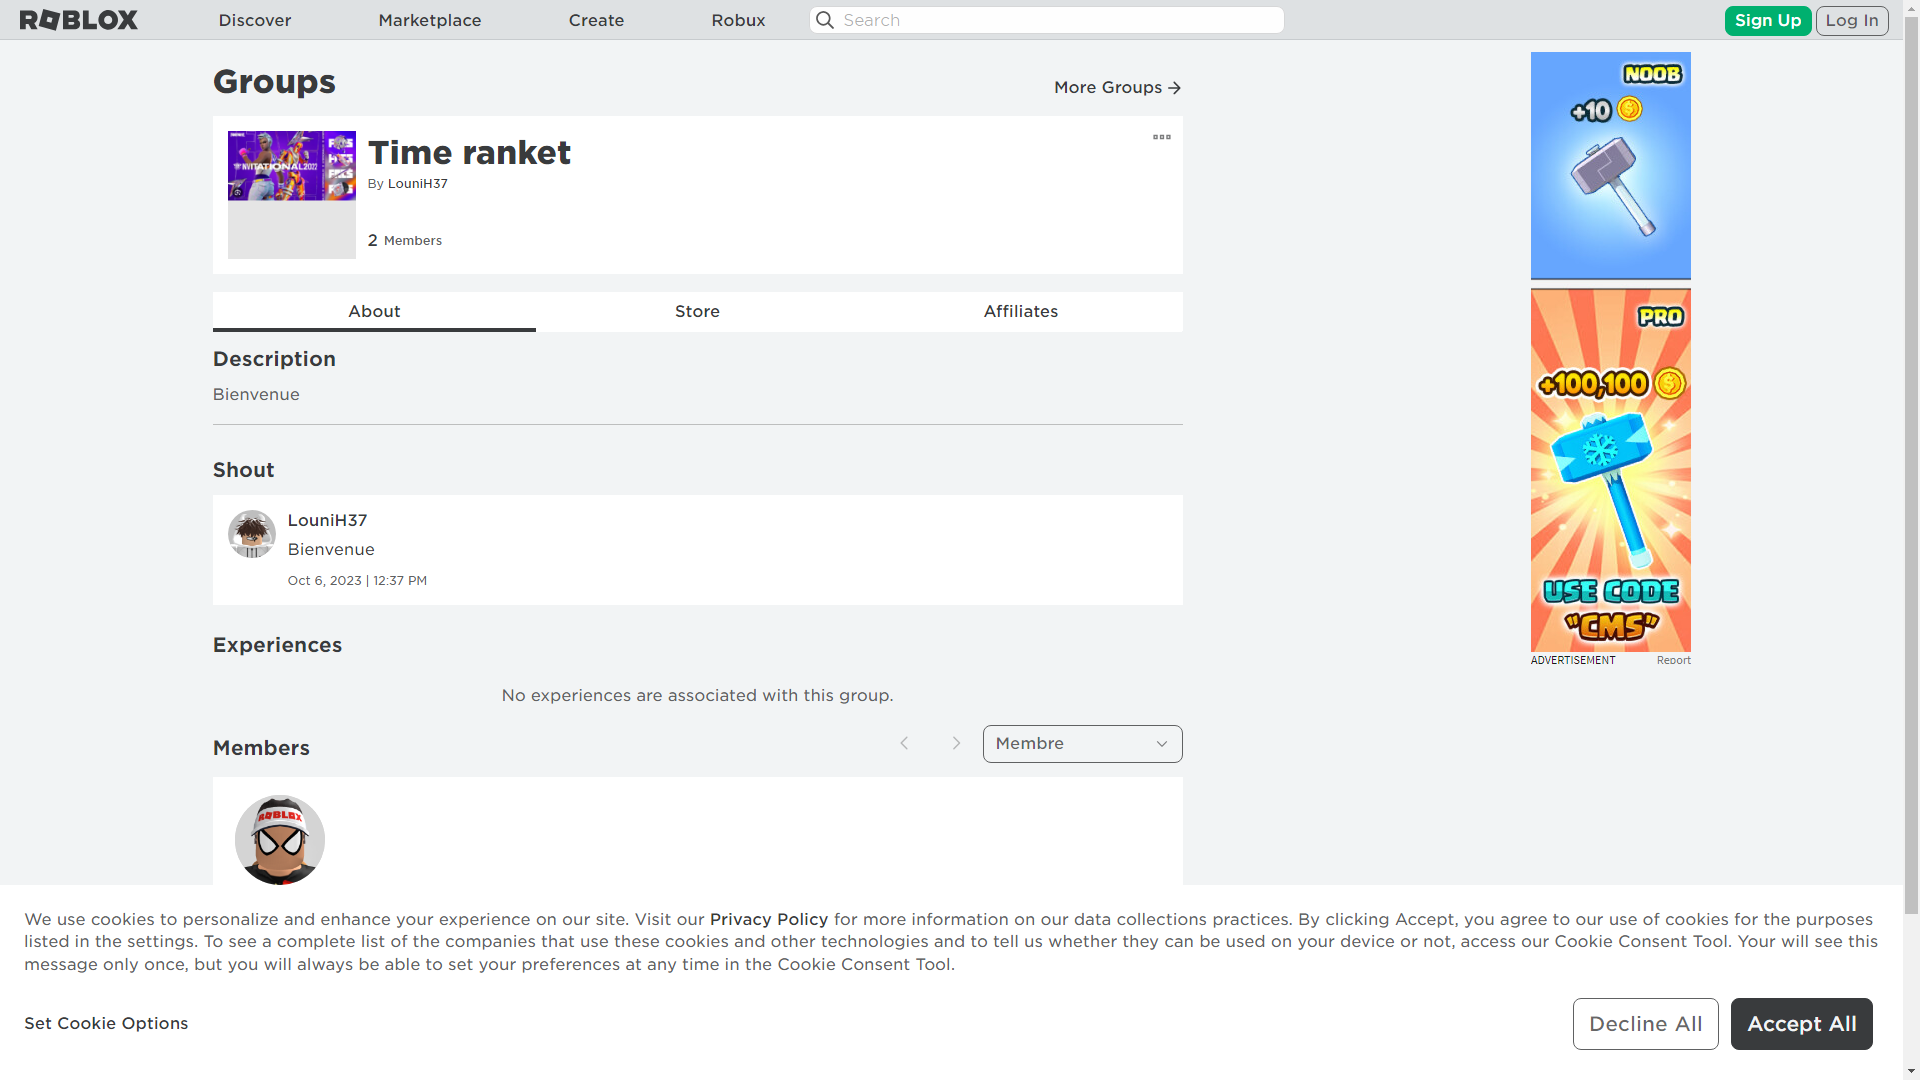 ROBLOX
Discover
Marketplace
Create
Robux
Search
Sign Up
Log In
Groups
More Groups
Time ranket
By LouniH37
2 Members
About
Store
Affiliates
Description
Bienvenue
Shout
LouniH37
Bienvenue
Oct 6, 2023 | 12:37 PM
Experiences
No experiences are associated with this group.
Members
Membre
ROBLOX
NOOB
+10
PRO
+100,100
USE CODE
"CMS"
ADVERTISEMENT
Report
We use cookies to personalize and enhance your experience on our site. Visit our Privacy Policy for more information on our data collections practices. By clicking Accept, you agree to our use of cookies for the purposes
listed in the settings. To see a complete list of the companies that use these cookies and other technologies and to tell us whether they can be used on your device or not, access our Cookie Consent Tool. Your will see this
message only once, but you will always be able to set your preferences at any time in the Cookie Consent Tool.
Set Cookie Options
Decline All
Accept All